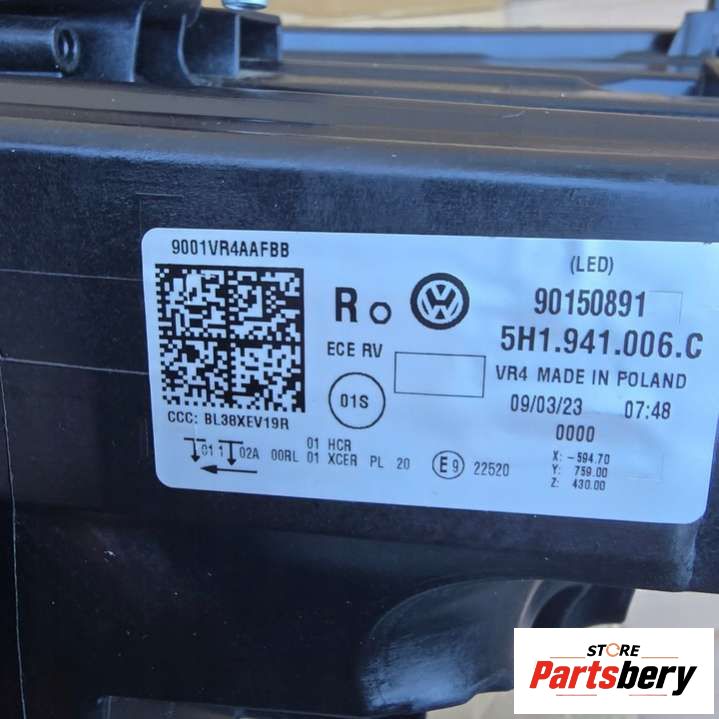 9001VR4AAFBB
(LED)
R
90150891
5H1.941.006.C
ECE RV
VR4 MADE IN POLAND
01S
09/03/23 07:48
CCC: BL38XEV19R
0000
01 1 02A 00RL 01 HCR
01 XCER PL 20 E9 22520
X: -594.70
Y: 759.00
Z: 430.00
STORE
Partsbery